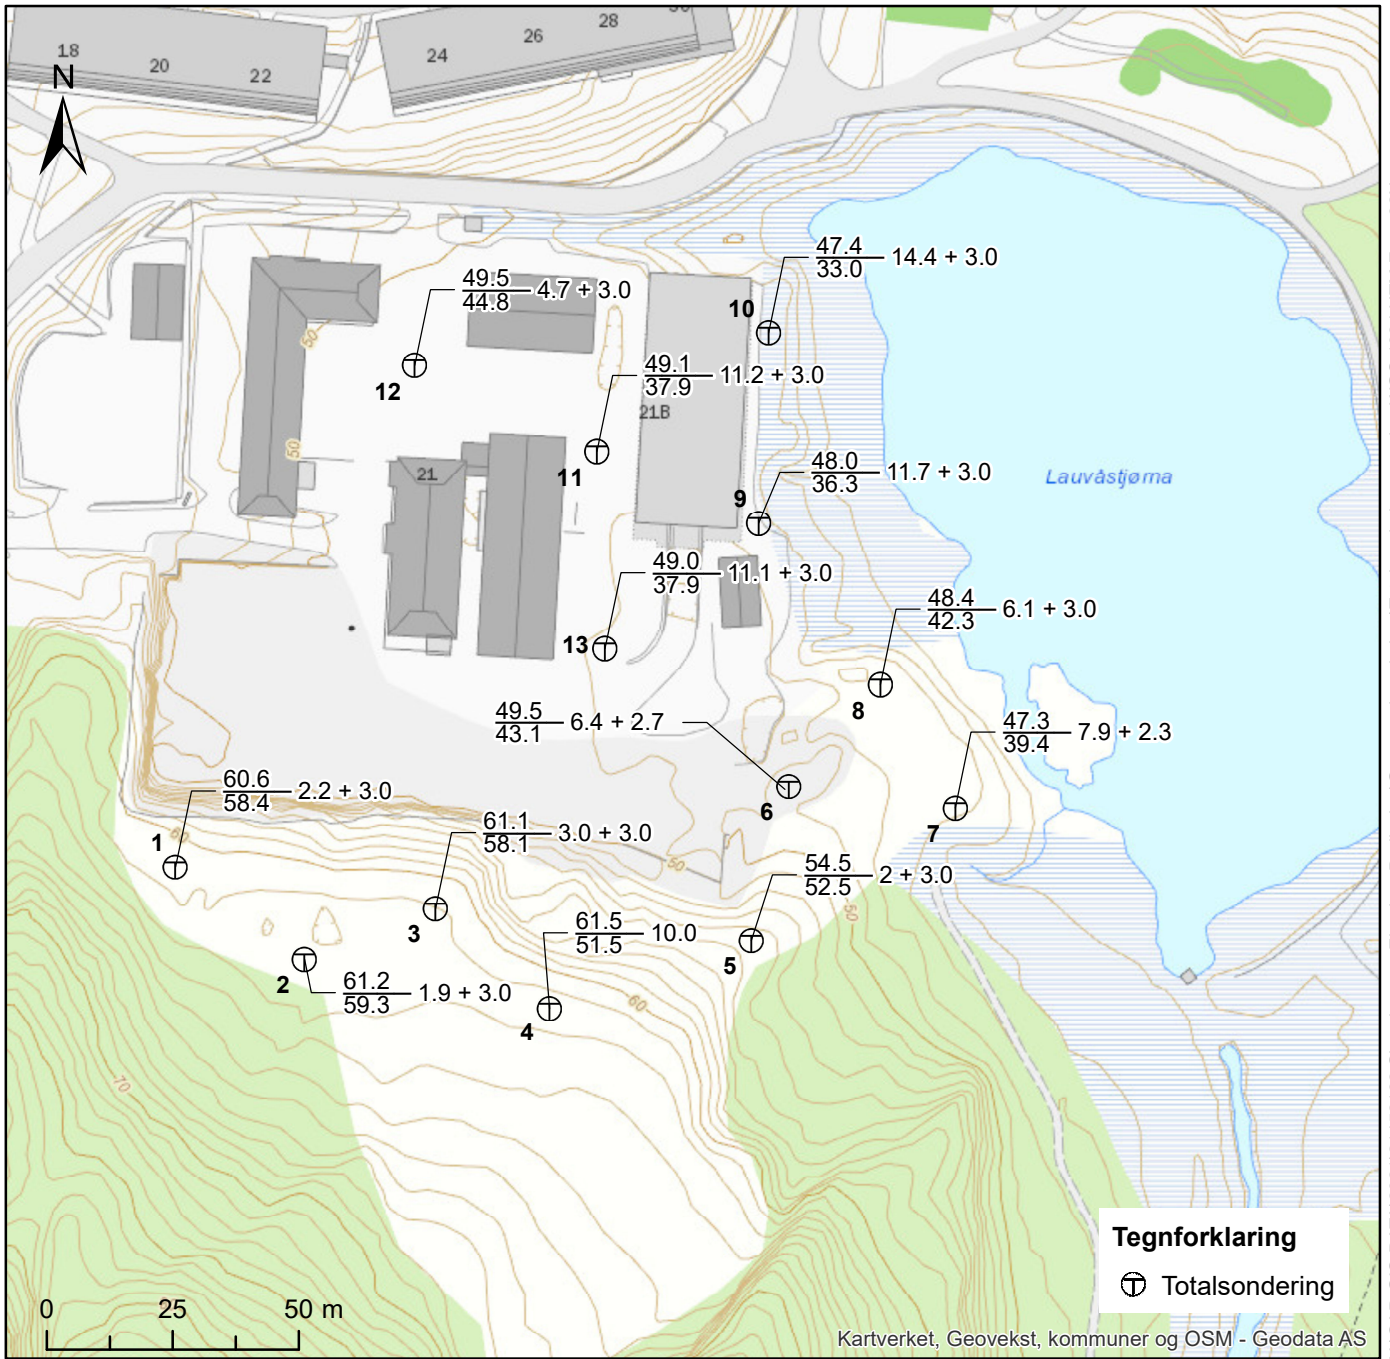 18
20
22
24
26
28
N
47.4
33.0
14.4 + 3.0
10
49.5
44.8
4.7 + 3.0
12
50
49.1
37.9
11.2 + 3.0
21B
11
50
21
48.0
36.3
11.7 + 3.0
9
Lauvåstjørna
49.0
37.9
11.1 + 3.0
13
48.4
42.3
6.1 + 3.0
8
49.5
43.1
6.4 + 2.7
6
47.3
39.4
7.9 + 2.3
7
60.6
58.4
2.2 + 3.0
1
60
61.1
58.1
3.0 + 3.0
3
50
54.5
52.5
2 + 3.0
5
50
61.5
51.5
10.0
4
60
61.2
59.3
1.9 + 3.0
2
70
Tegnforklaring
Totalsondering
0 25 50 m
Kartverket, Geovekst, kommuner og OSM - Geodata AS